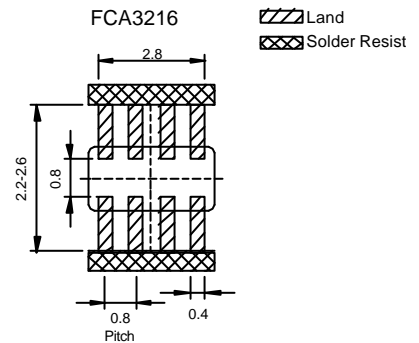 FCA3216
Land
Solder Resist
2.8
2.2-2.6
0.8
0.8
Pitch
0.4